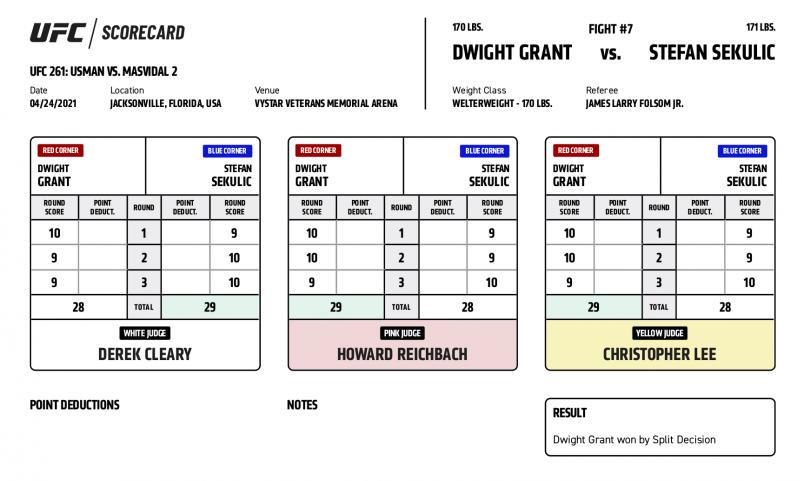 UFC SCORECARD
170 LBS. FIGHT #7 171 LBS.
DWIGHT GRANT vs. STEFAN SEKULIC
UFC 261: USMAN VS. MASVIDAL 2
Date Location Venue Weight Class Referee
04/24/2021 JACKSONVILLE, FLORIDA, USA VYSTAR VETERANS MEMORIAL ARENA WELTERWEIGHT - 170 LBS. JAMES LARRY FOLSOM JR.
RED CORNER BLUE CORNER
DWIGHT STEFAN
GRANT SEKULIC
ROUND POINT ROUND POINT ROUND
SCORE DEDUCT. DEDUCT. SCORE
10 1 9
9 2 10
9 3 10
28 TOTAL 29
WHITE JUDGE
DEREK CLEARY
RED CORNER BLUE CORNER
DWIGHT STEFAN
GRANT SEKULIC
ROUND POINT ROUND POINT ROUND
SCORE DEDUCT. DEDUCT. SCORE
10 1 9
10 2 9
9 3 10
29 TOTAL 28
PINK JUDGE
HOWARD REICHBACH
RED CORNER BLUE CORNER
DWIGHT STEFAN
GRANT SEKULIC
ROUND POINT ROUND POINT ROUND
SCORE DEDUCT. DEDUCT. SCORE
10 1 9
10 2 9
9 3 10
29 TOTAL 28
YELLOW JUDGE
CHRISTOPHER LEE
POINT DEDUCTIONS
NOTES
RESULT
Dwight Grant won by Split Decision